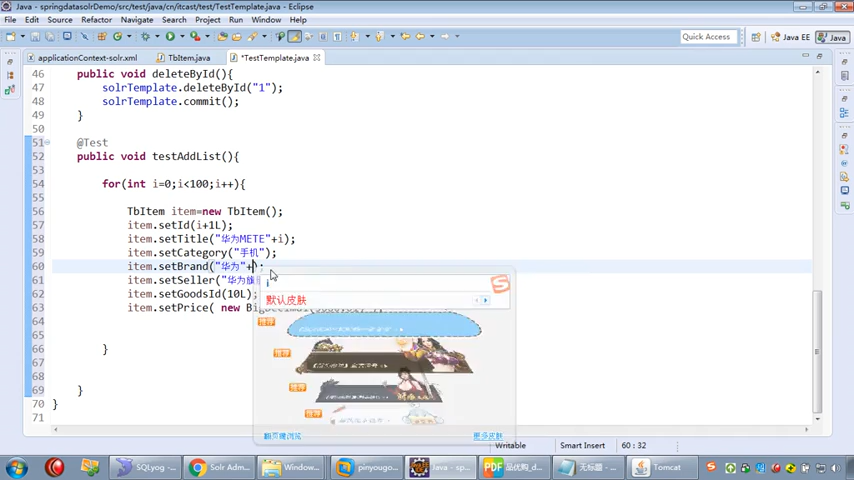 Java - springdatasolrDemo/src/test/java/cn/itcast/test/TestTemplate.java - Eclipse
File Edit Source Refactor Navigate Search Project Run Window Help
Quick Access
Java EE
Java
applicationContext-solr.xml
TbItem.java
*TestTemplate.java
46 public void deleteById(){
47 solrTemplate.deleteById("1");
48 solrTemplate.commit();
49 }
50
51 @Test
52 public void testAddList(){
53
54 for(int i=0;i<100;i++){
55
56 TbItem item=new TbItem();
57 item.setId(i+1L);
58 item.setTitle("华为METE"+i);
59 item.setCategory("手机");
60 item.setBrand("华为"+);
61 item.setSeller("华为旗
62 item.setGoodsId(10L);
63 item.setPrice( new Big
64
65
66 }
67
68
69 }
70 }
71
i
默认皮肤
推荐
推荐
推荐
推荐
翻页键浏览
更多皮肤
Writable
Smart Insert
60 : 32
SQLyog -
Solr Adm...
Window...
pinyougo...
Java - sp...
品优购_d...
无标题 - ...
Tomcat